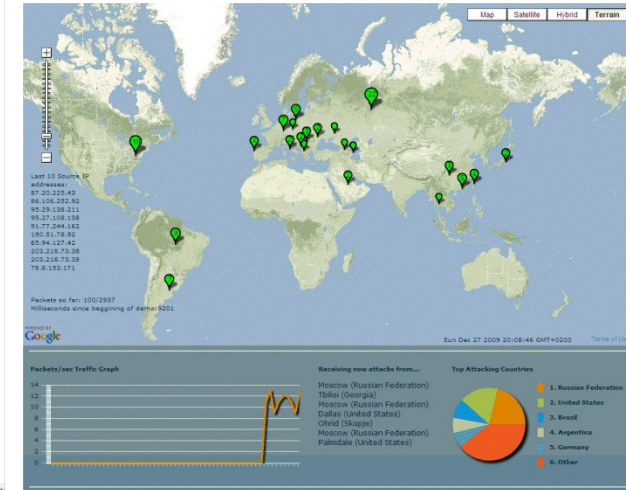 Map Satellite Hybrid Terrain
Last 10 Source IP
addresses:
87.20.225.43
86.106.252.92
95.29.138.211
95.27.108.158
91.77.244.162
190.51.78.92
85.94.127.42
203.218.73.38
203.218.73.38
78.8.153.171
Packets so far: 100/2937
Milliseconds since beggining of demo:9201
POWERED BY
Google
Sun Dec 27 2009 20:08:46 GMT+0200
Terms of Us
Packets/sec Traffic Graph
14
12
10
8
6
4
2
0
Receiving now attacks from...
Moscow (Russian Federation)
Tbilisi (Georgia)
Moscow (Russian Federation)
Dallas (United States)
Ohrid (Skopje)
Moscow (Russian Federation)
Palmdale (United States)
Top Attacking Countries
1. Russian Federation
2. United States
3. Brazil
4. Argentina
5. Germany
6. Other